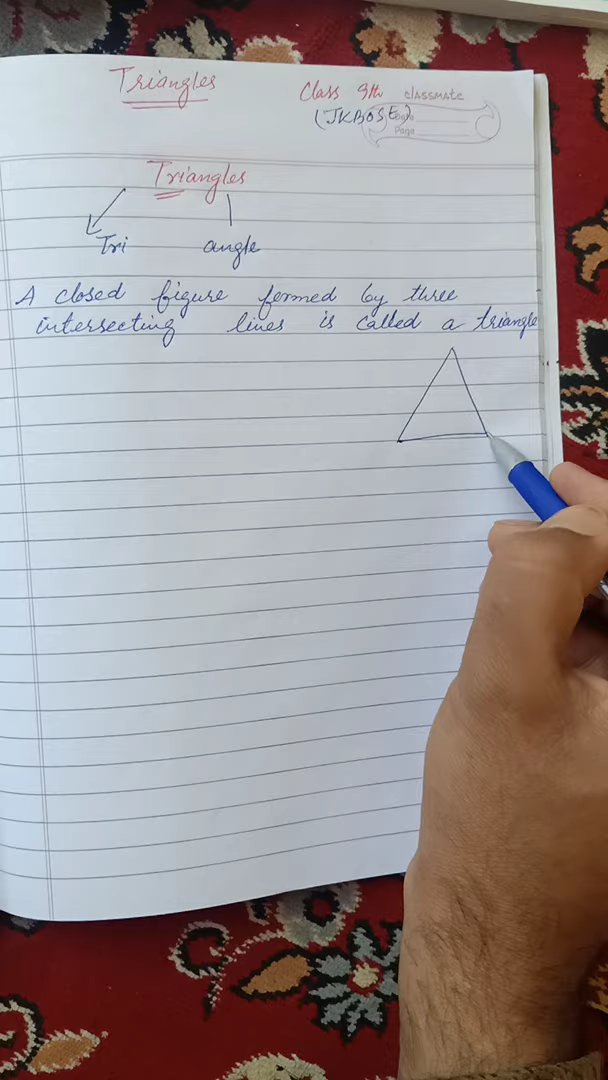 Triangles
Class 9th classmate
(JKBOSE)
Page
Triangles
Tri angle
A closed figure formed by three
intersecting lines is called a triangle